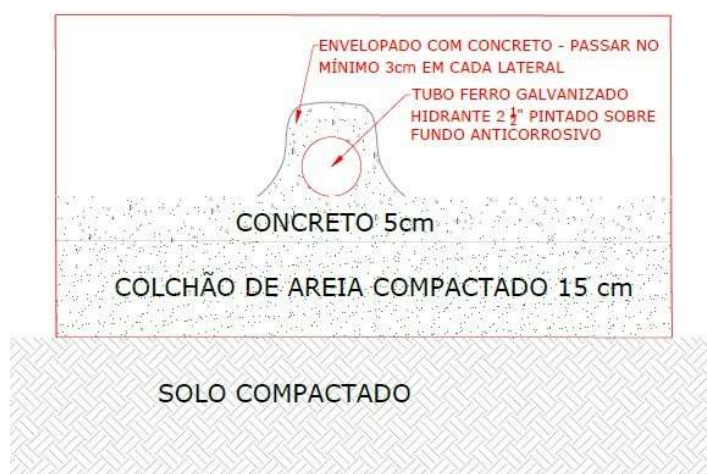 ENVELOPADO COM CONCRETO - PASSAR NO
MÍNIMO 3cm EM CADA LATERAL
TUBO FERRO GALVANIZADO
HIDRANTE 2 1/2" PINTADO SOBRE
FUNDO ANTICORROSIVO
CONCRETO 5cm
COLCHÃO DE AREIA COMPACTADO 15 cm
SOLO COMPACTADO